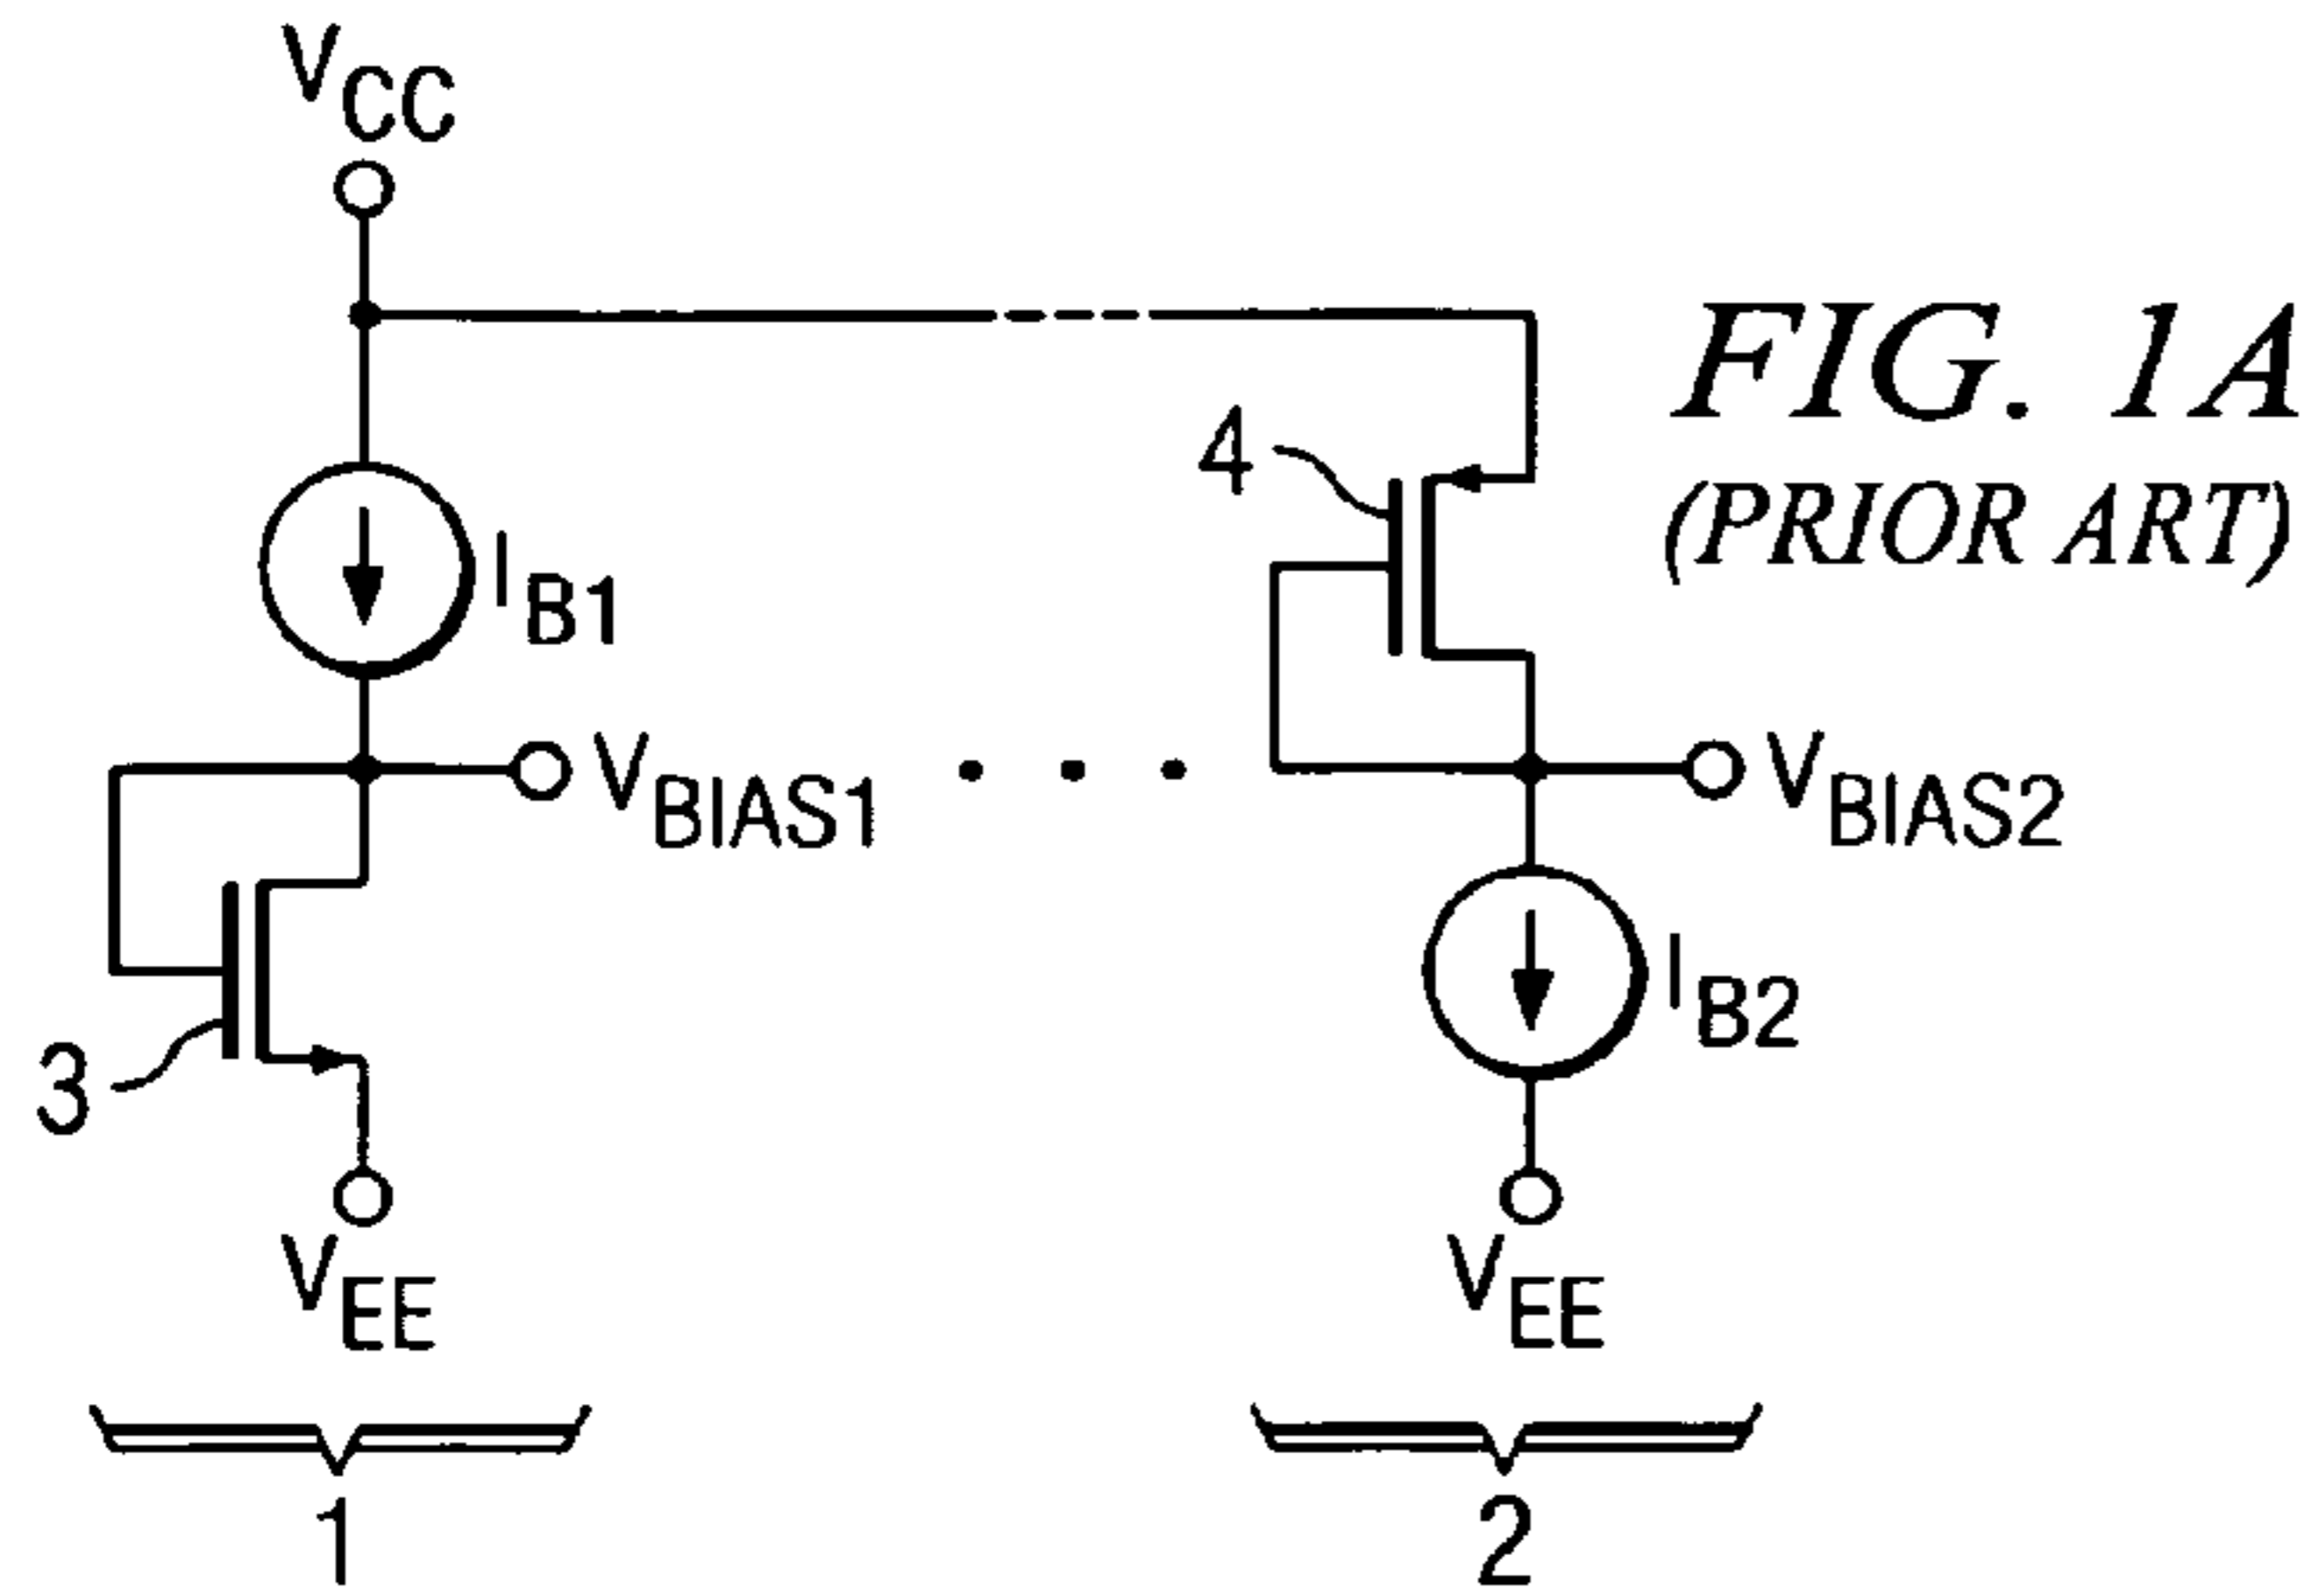 VCC
FIG. 1A
(PRIOR ART)
4
IB1
VBIAS1
VBIAS2
IB2
3
VEE
VEE
1
2